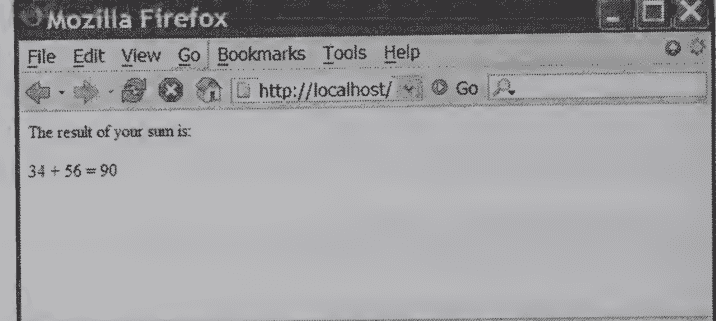 Mozilla Firefox
File Edit View Go Bookmarks Tools Help
http://localhost/ Go
The result of your sum is:
34 + 56 = 90